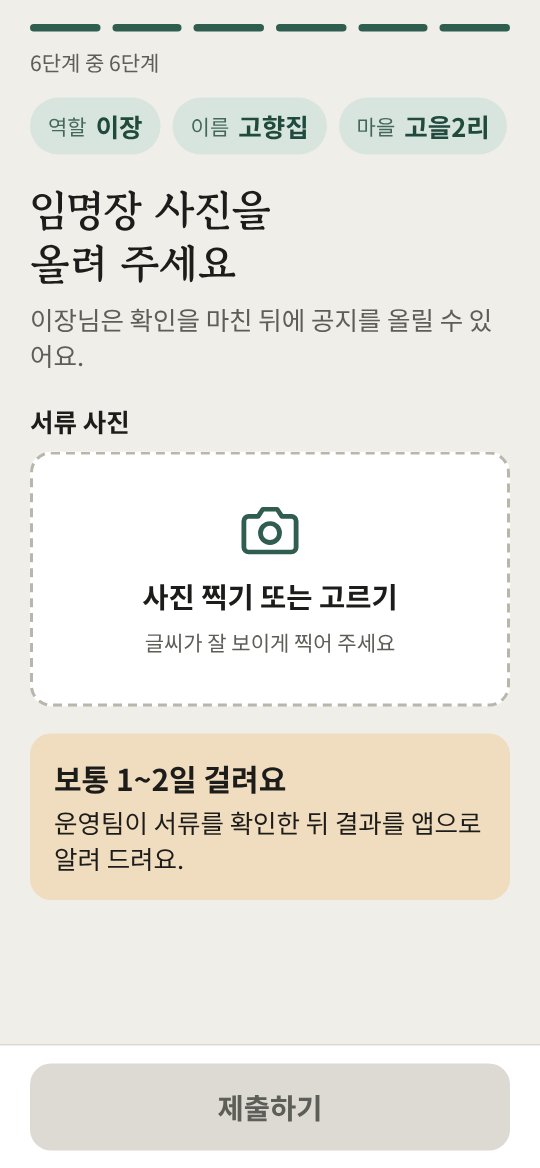 6단계 중 6단계
역할 이장 이름 고향집 마을 고을2리
임명장 사진을
올려 주세요
이장님은 확인을 마친 뒤에 공지를 올릴 수 있
어요.
서류 사진
사진 찍기 또는 고르기
글씨가 잘 보이게 찍어 주세요
보통 1~2일 걸려요
운영팀이 서류를 확인한 뒤 결과를 앱으로
알려 드려요.
제출하기